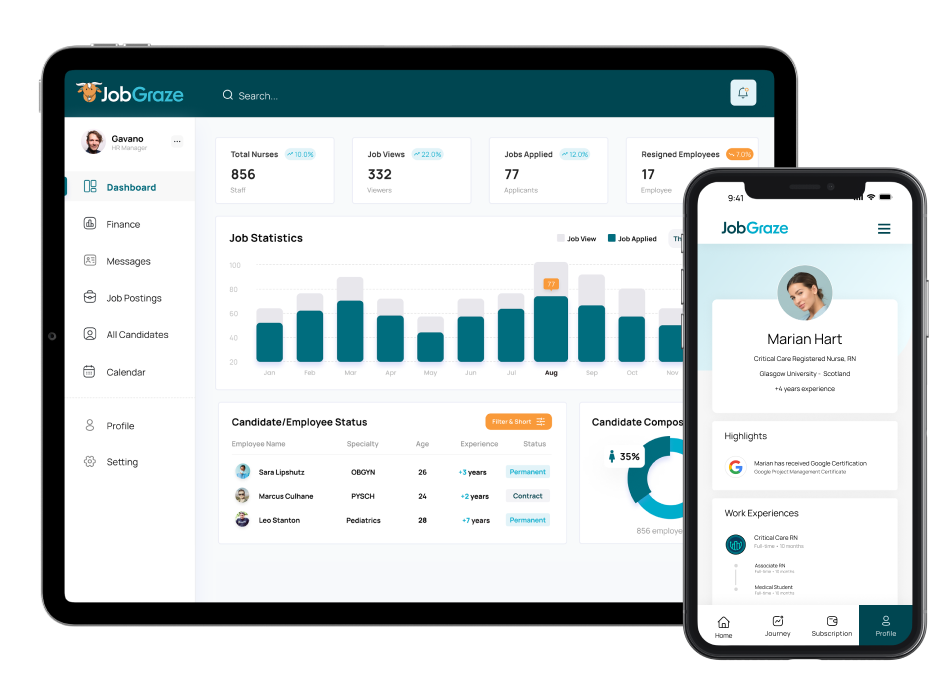 JobGraze
Search...
Gavano
HR Manager
Dashboard
Finance
Messages
Job Postings
All Candidates
Calendar
Profile
Setting
Total Nurses 10.0%
856
Staff
Job Views 22.0%
332
Viewers
Jobs Applied 12.0%
77
Applicants
Resigned Employees 7.0%
17
Employee
Job Statistics
Job View Job Applied Th
100
80
60
40
20
77
Jan Feb Mar Apr May Jun Jul Aug Sep Oct Nov
Candidate/Employee Status
Filter & Short
Employee Name Specialty Age Experience Status
Sara Lipshutz OBGYN 26 +3 years Permanent
Marcus Culhane PYSCH 24 +2 years Contract
Leo Stanton Pediatrics 28 +7 years Permanent
Candidate Compos
35%
856 employe
9:41
JobGraze
Marian Hart
Critical Care Registered Nurse, RN
Glasgow University - Scotland
+4 years experience
Highlights
Marian has received Google Certification
Google Project Management Certificate
Work Experiences
Critical Care RN
Full-time • 10 months
Associate RN
Full-time • 10 months
Medical Student
Full-time • 10 months
Home
Journey
Subscription
Profile